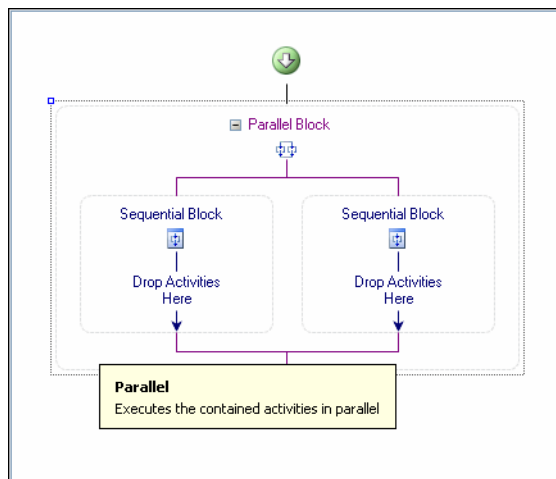 Parallel Block
Sequential Block
Sequential Block
Drop Activities
Here
Drop Activities
Here
Parallel
Executes the contained activities in parallel